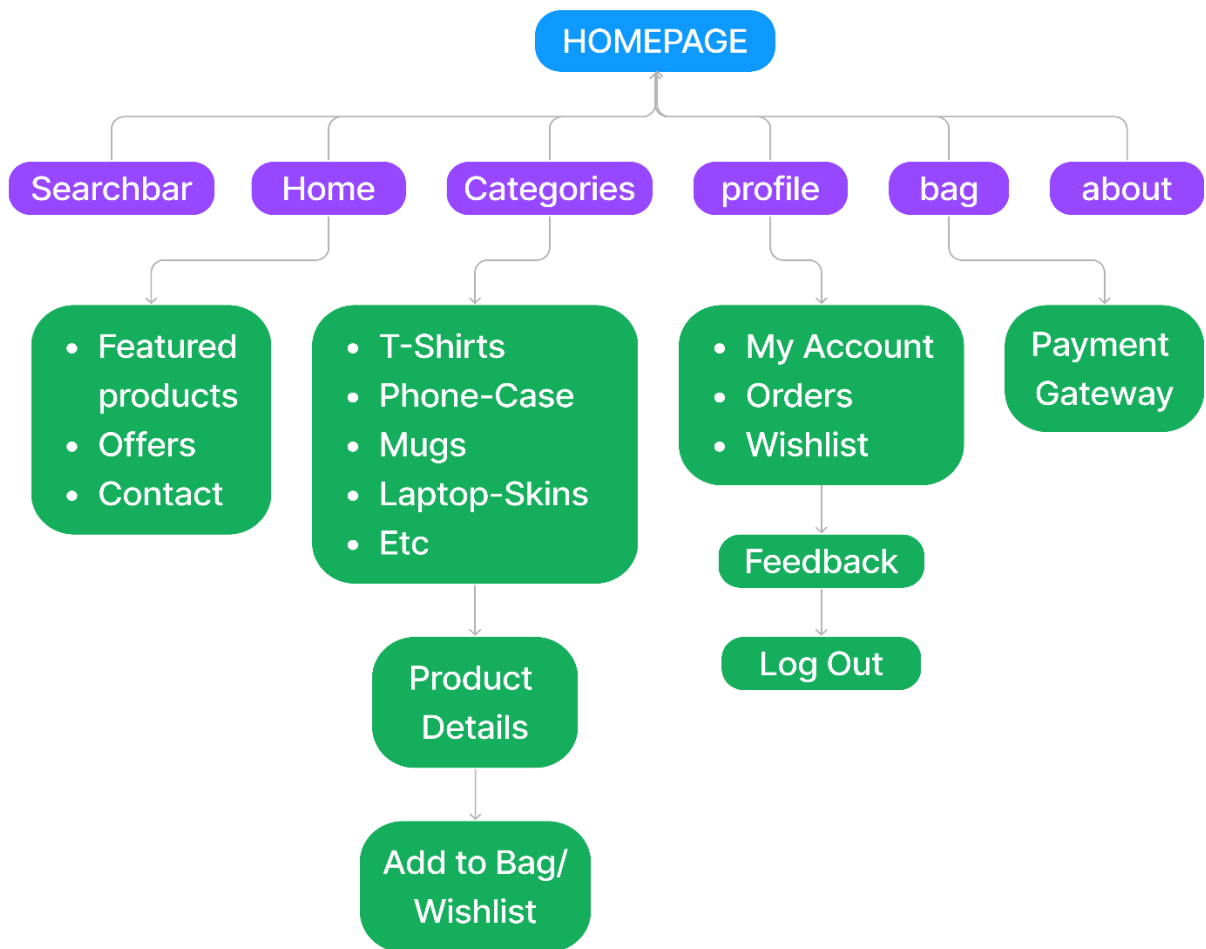 HOMEPAGE
Searchbar
Home
Categories
profile
bag
about
• Featured
products
• Offers
• Contact
• T-Shirts
• Phone-Case
• Mugs
• Laptop-Skins
• Etc
• My Account
• Orders
• Wishlist
Payment
Gateway
Feedback
Log Out
Product
Details
Add to Bag/
Wishlist